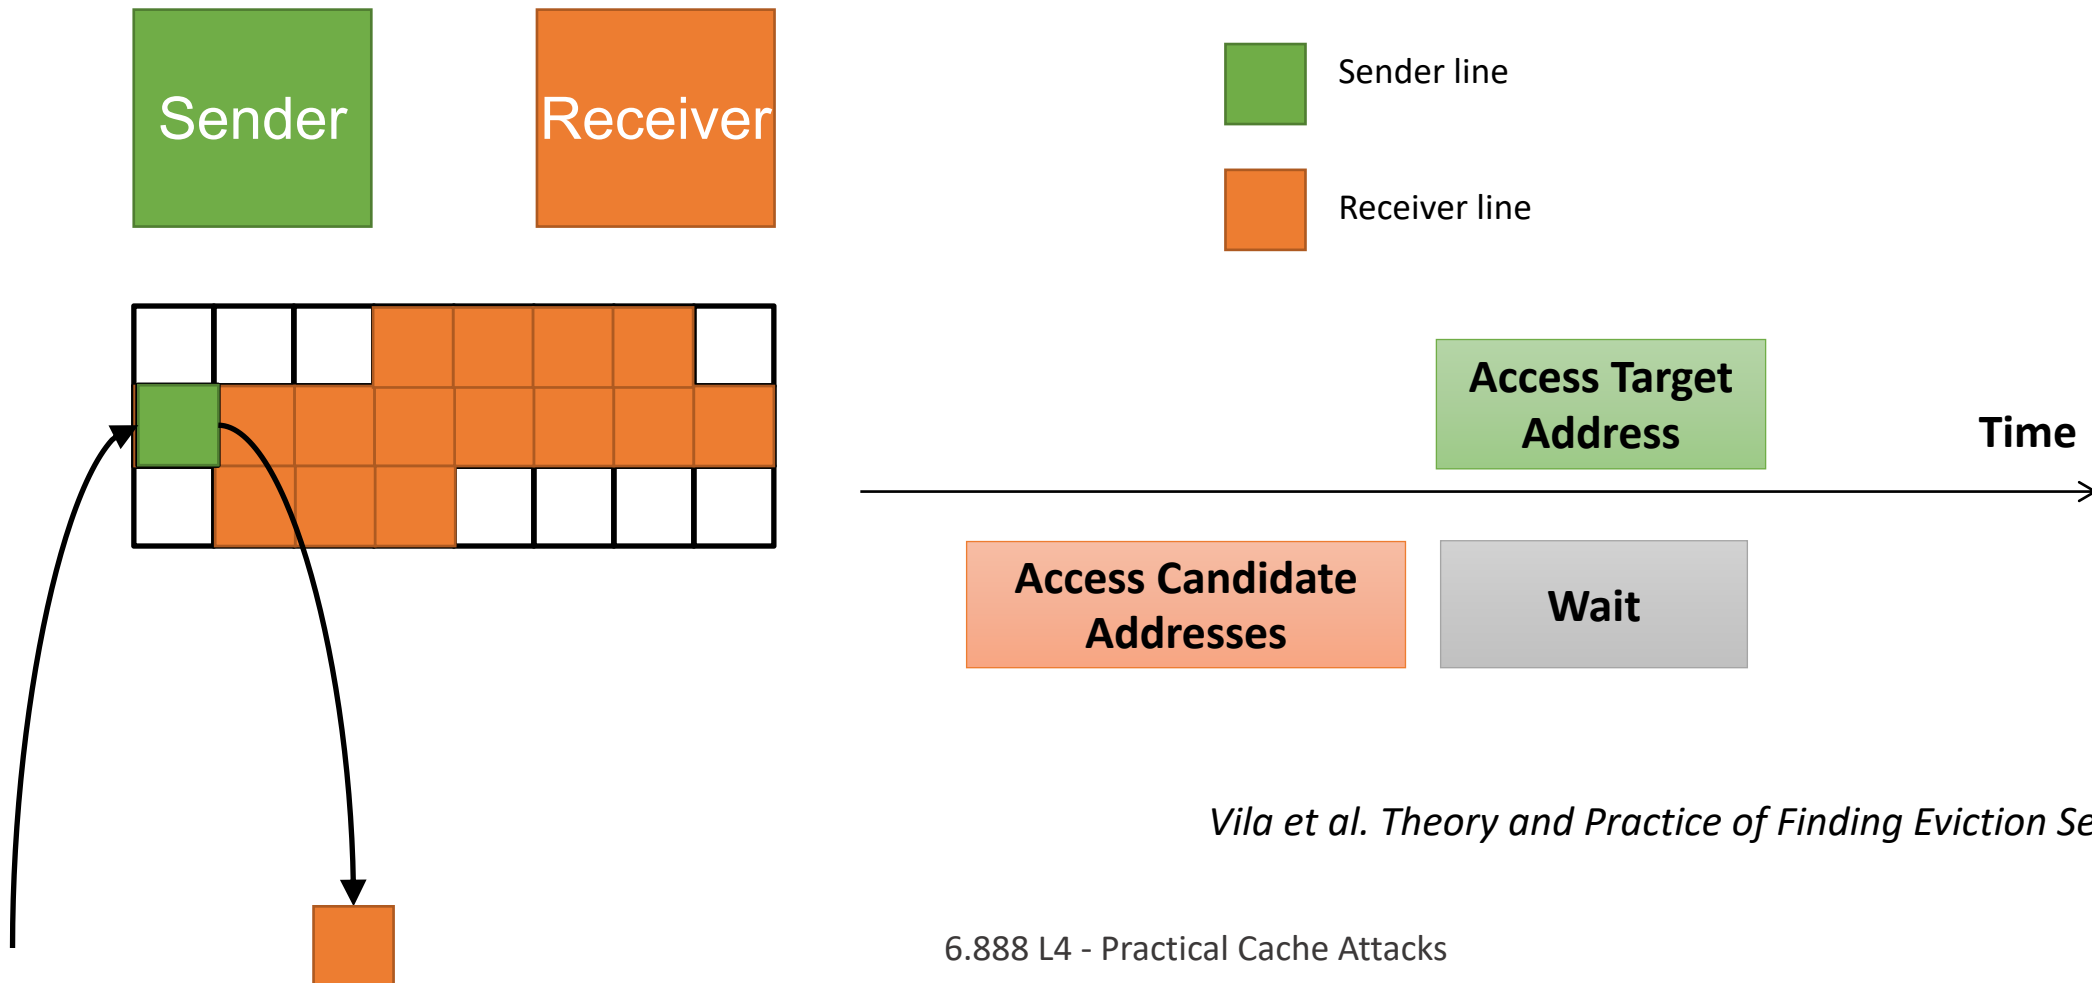 Sender
Receiver
Sender line
Receiver line
Access Target
Address
Time
Access Candidate
Addresses
Wait
Vila et al. Theory and Practice of Finding Eviction Se
6.888 L4 - Practical Cache Attacks